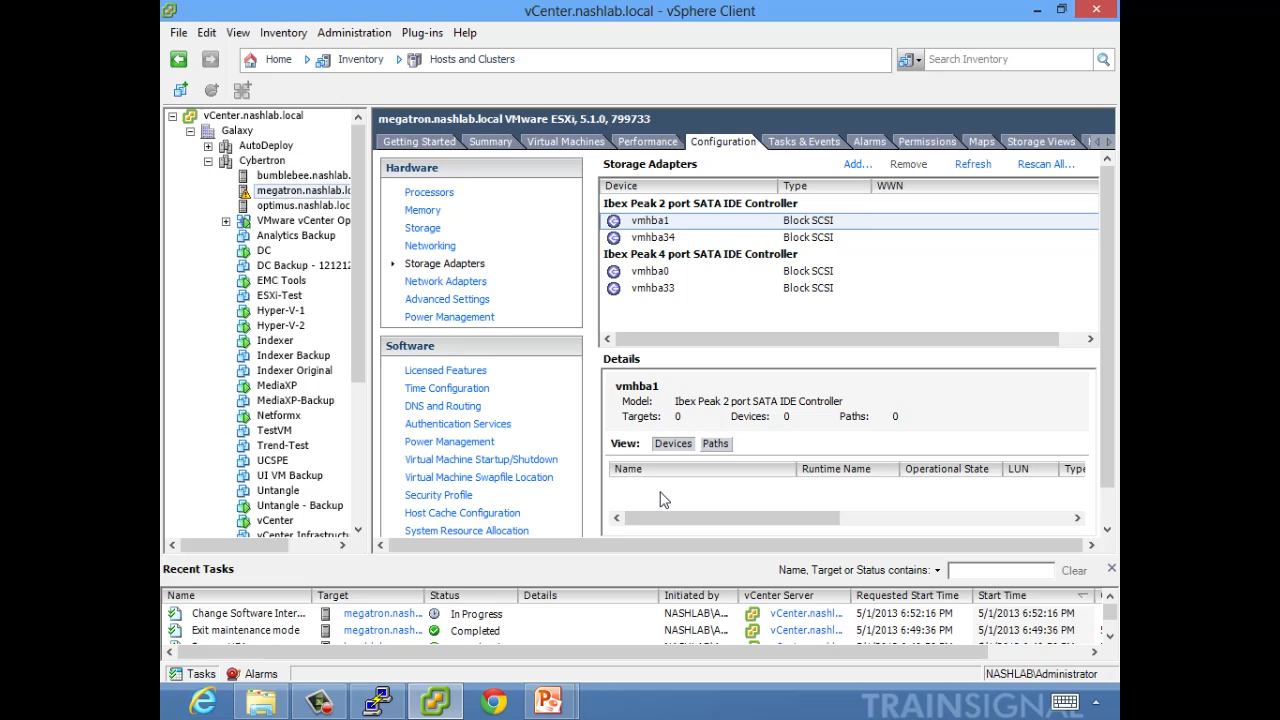 vCenter.nashlab.local - vSphere Client
File Edit View Inventory Administration Plug-ins Help
Home Inventory Hosts and Clusters Search Inventory
vCenter.nashlab.local
Galaxy
AutoDeploy
Cybertron
bumblebee.nashlab.
megatron.nashlab.lo
optimus.nashlab.loc
VMware vCenter Op
Analytics Backup
DC
DC Backup - 121212
EMC Tools
ESXi-Test
Hyper-V-1
Hyper-V-2
Indexer
Indexer Backup
Indexer Original
MediaXP
MediaXP-Backup
Netformx
TestVM
Trend-Test
UCSPE
UI VM Backup
Untangle
Untangle - Backup
vCenter
vCenter Infrastruct
megatron.nashlab.local VMware ESXi, 5.1.0, 799733
Getting Started Summary Virtual Machines Performance Configuration Tasks & Events Alarms Permissions Maps Storage Views
Hardware
Processors
Memory
Storage
Networking
Storage Adapters
Network Adapters
Advanced Settings
Power Management
Software
Licensed Features
Time Configuration
DNS and Routing
Authentication Services
Power Management
Virtual Machine Startup/Shutdown
Virtual Machine Swapfile Location
Security Profile
Host Cache Configuration
System Resource Allocation
Storage Adapters Add... Remove Refresh Rescan All...
Device Type WWN
Ibex Peak 2 port SATA IDE Controller
vmhba1 Block SCSI
vmhba34 Block SCSI
Ibex Peak 4 port SATA IDE Controller
vmhba0 Block SCSI
vmhba33 Block SCSI
Details
vmhba1
Model: Ibex Peak 2 port SATA IDE Controller
Targets: 0 Devices: 0 Paths: 0
View: Devices Paths
Name Runtime Name Operational State LUN Type
Recent Tasks Name, Target or Status contains: Clear
Name Target Status Details Initiated by vCenter Server Requested Start Time Start Time
Change Software Inter... megatron.nash... In Progress NASHLAB\A... vCenter.nashl... 5/1/2013 6:52:16 PM 5/1/2013 6:52:16 PM
Exit maintenance mode megatron.nash... Completed NASHLAB\A... vCenter.nashl... 5/1/2013 6:49:36 PM 5/1/2013 6:49:36 PM
Tasks Alarms NASHLAB\Administrator
TRAINSIGNAL